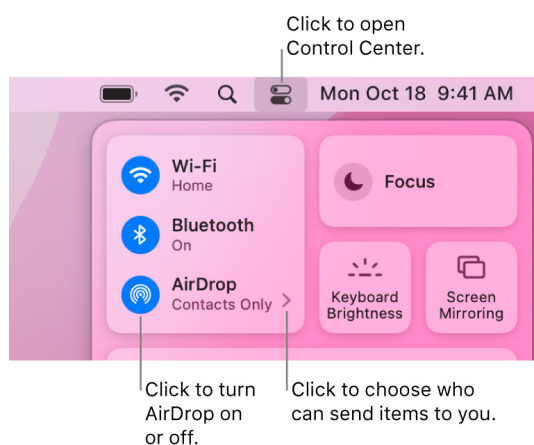 Click to open
Control Center.
Mon Oct 18 9:41 AM
Wi-Fi
Home
Focus
Bluetooth
On
AirDrop
Contacts Only
Keyboard
Brightness
Screen
Mirroring
Click to turn
AirDrop on
or off.
Click to choose who
can send items to you.